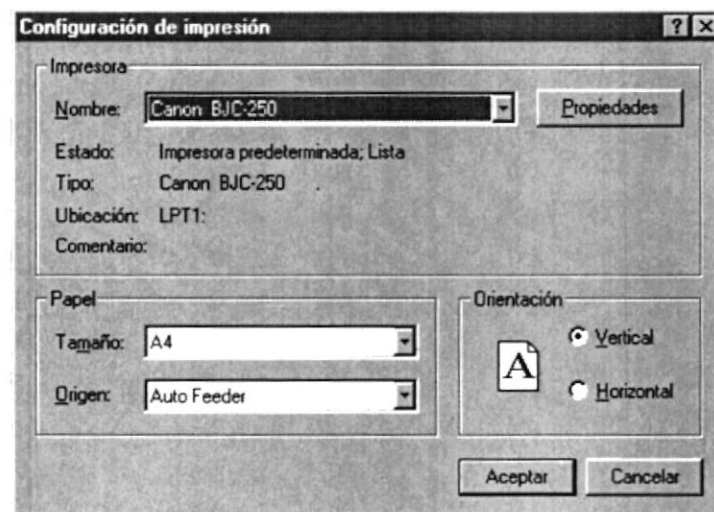 Configuración de impresión
Impresora
Nombre: Canon BJC-250 Propiedades
Estado: Impresora predeterminada; Lista
Tipo: Canon BJC-250
Ubicación: LPT1:
Comentario:
Papel
Tamaño: A4
Origen: Auto Feeder
Orientación
A
Vertical
Horizontal
Aceptar Cancelar